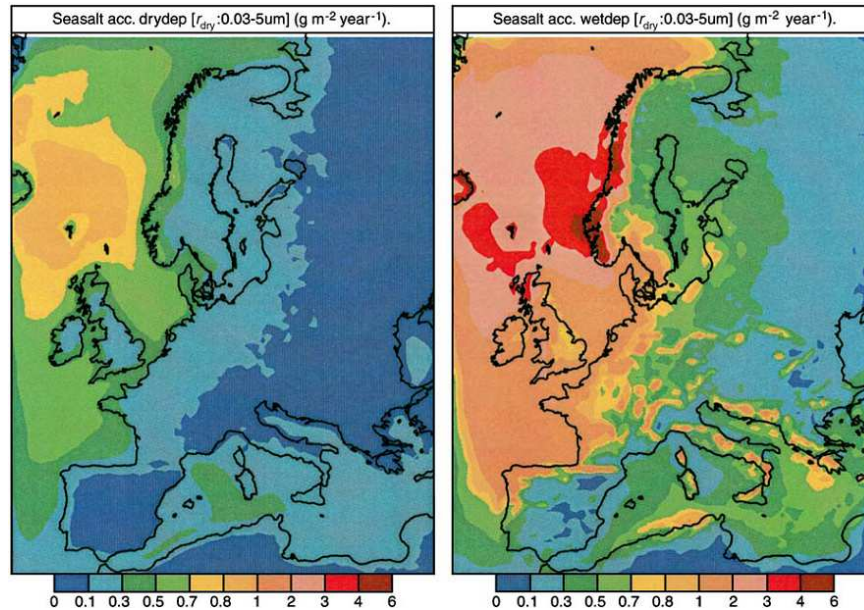 Seasalt acc. drydep [r_dry:0.03-5um] (g m⁻² year⁻¹).
Seasalt acc. wetdep [r_dry:0.03-5um] (g m⁻² year⁻¹).
0 0.1 0.3 0.5 0.7 0.8 1 2 3 4 6
0 0.1 0.3 0.5 0.7 0.8 1 2 3 4 6